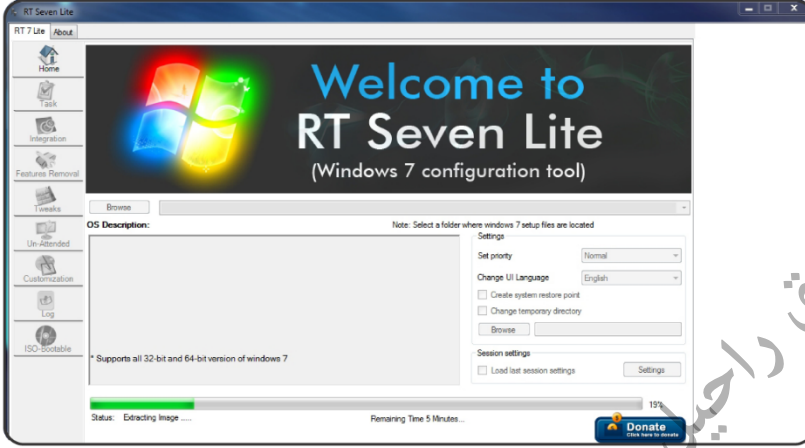 RT Seven Lite
RT 7 Lite About
Home
Task
Integration
Features Removal
Tweaks
Un-Attended
Customization
Log
ISO-Bootable
Welcome to
RT Seven Lite
(Windows 7 configuration tool)
Browse
OS Description:
Note: Select a folder where windows 7 setup files are located
* Supports all 32-bit and 64-bit version of windows 7
Settings
Set priority Normal
Change UI Language English
Create system restore point
Change temporary directory
Browse
Session settings
Load last session settings Settings
19%
Status: Extracting Image .....
Remaining Time 5 Minutes...
Donate
Click here to donate